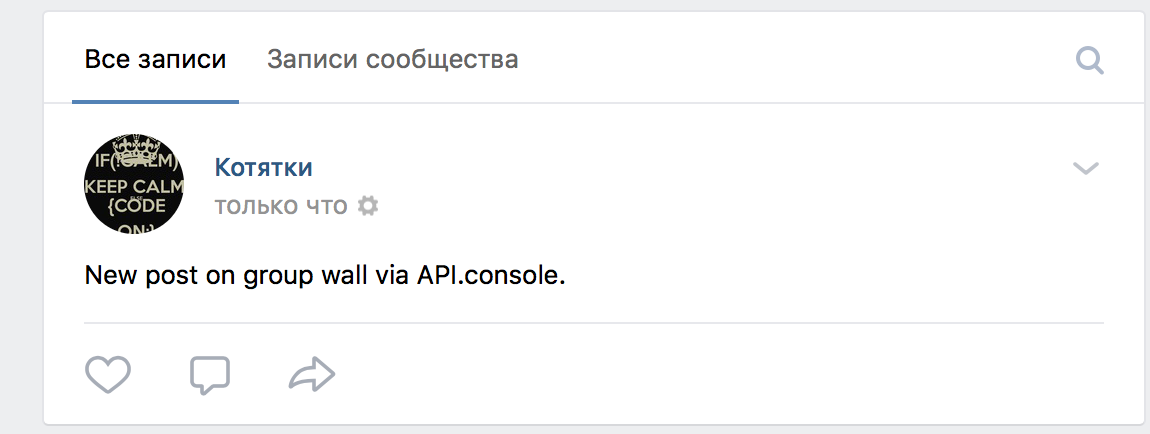 Все записи Записи сообщества
IF(!CALM)
Котятки
KEEP CALM
только что
{CODE
ON;}
New post on group wall via API.console.